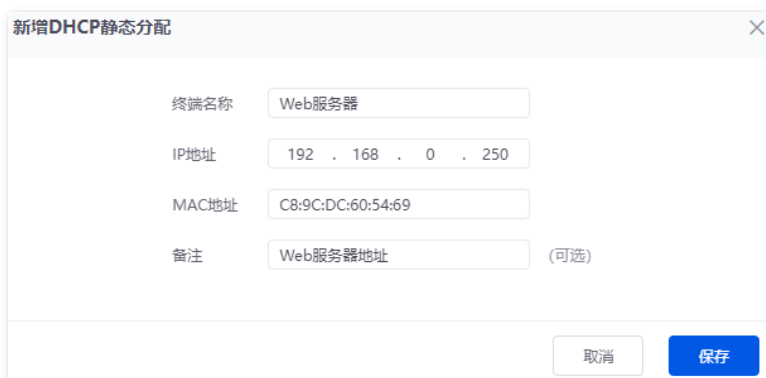 新增DHCP静态分配
终端名称 Web服务器
IP地址 192 . 168 . 0 . 250
MAC地址 C8:9C:DC:60:54:69
备注 Web服务器地址 (可选)
取消 保存